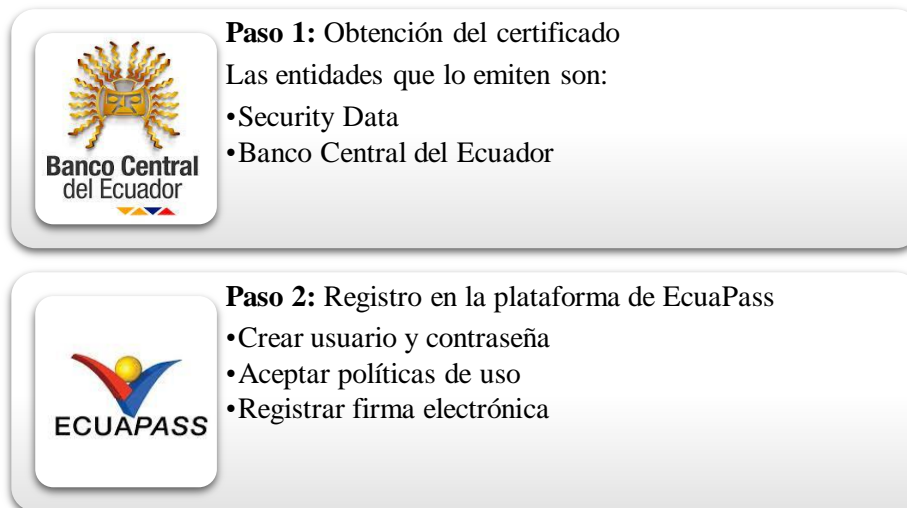 Paso 1: Obtención del certificado
Las entidades que lo emiten son:
•Security Data
•Banco Central del Ecuador
Banco Central
del Ecuador
Paso 2: Registro en la plataforma de EcuaPass
•Crear usuario y contraseña
•Aceptar políticas de uso
•Registrar firma electrónica
ECUAPASS